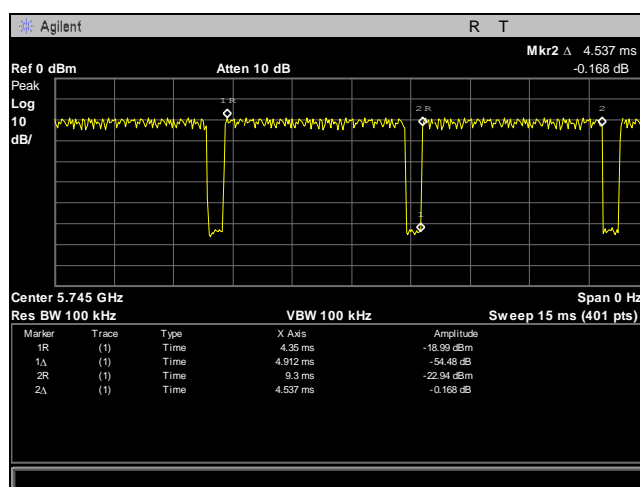 Agilent R T
Mkr2 Δ 4.537 ms
Ref 0 dBm Atten 10 dB -0.168 dB
Peak
Log
10
dB/
1R
2R
2
1
Center 5.745 GHz Span 0 Hz
Res BW 100 kHz VBW 100 kHz Sweep 15 ms (401 pts)
Marker Trace Type X Axis Amplitude
1R (1) Time 4.35 ms -18.99 dBm
1Δ (1) Time 4.912 ms -54.48 dB
2R (1) Time 9.3 ms -22.94 dBm
2Δ (1) Time 4.537 ms -0.168 dB